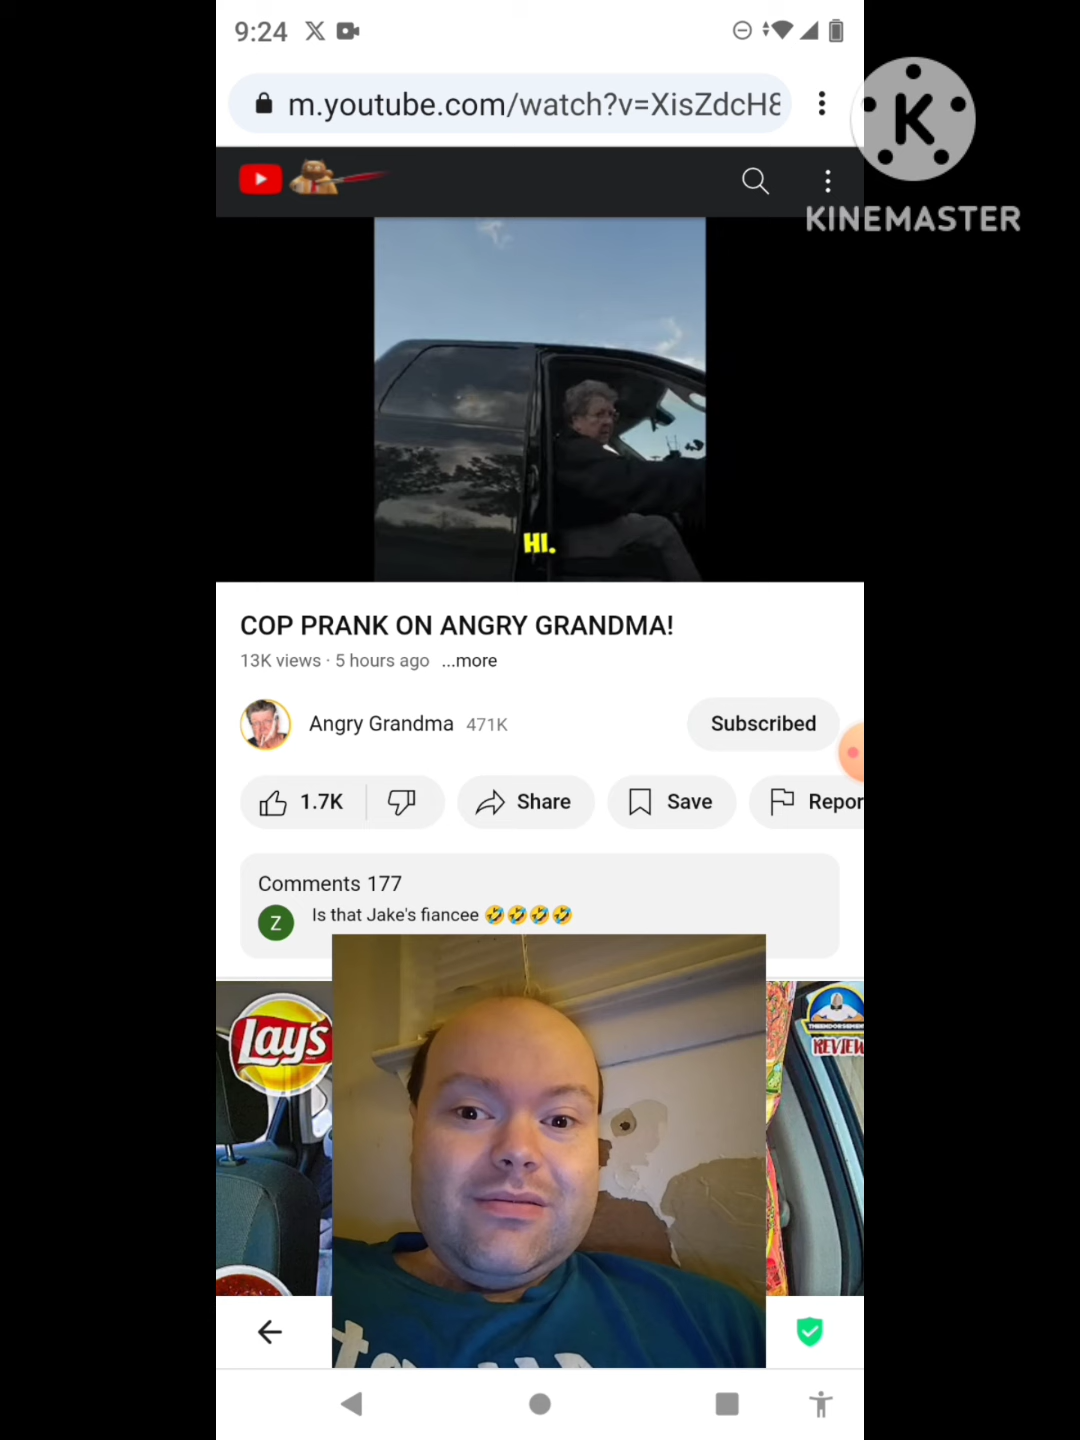 9:24
m.youtube.com/watch?v=XisZdcH8
K
KINEMASTER
HI.
COP PRANK ON ANGRY GRANDMA!
13K views · 5 hours ago ...more
Angry Grandma 471K
Subscribed
1.7K
Share
Save
Repor
Comments 177
Z
Is that Jake's fiancee 🤣🤣🤣🤣
Lay's
REVIEW